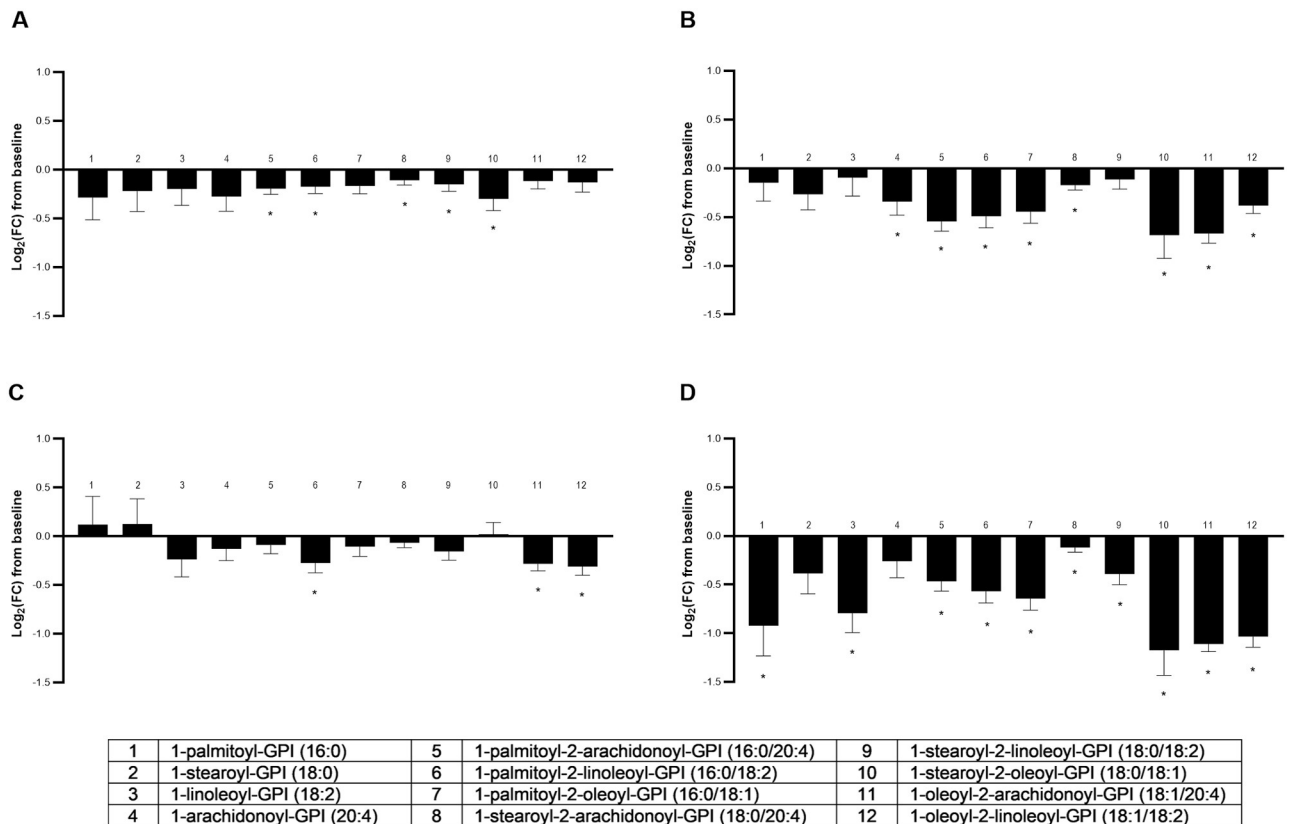 A
B
Log2(FC) from baseline
1.0
0.5
0.0
-0.5
-1.0
-1.5
1 2 3 4 5 6 7 8 9 10 11 12
* * * * *
Log2(FC) from baseline
1.0
0.5
0.0
-0.5
-1.0
-1.5
1 2 3 4 5 6 7 8 9 10 11 12
* * * * * * * *
C
D
Log2(FC) from baseline
1.0
0.5
0.0
-0.5
-1.0
-1.5
1 2 3 4 5 6 7 8 9 10 11 12
* * *
Log2(FC) from baseline
1.0
0.5
0.0
-0.5
-1.0
-1.5
1 2 3 4 5 6 7 8 9 10 11 12
* * * * * * * * * *
1 1-palmitoyl-GPI (16:0) 5 1-palmitoyl-2-arachidonoyl-GPI (16:0/20:4) 9 1-stearoyl-2-linoleoyl-GPI (18:0/18:2)
2 1-stearoyl-GPI (18:0) 6 1-palmitoyl-2-linoleoyl-GPI (16:0/18:2) 10 1-stearoyl-2-oleoyl-GPI (18:0/18:1)
3 1-linoleoyl-GPI (18:2) 7 1-palmitoyl-2-oleoyl-GPI (16:0/18:1) 11 1-oleoyl-2-arachidonoyl-GPI (18:1/20:4)
4 1-arachidonoyl-GPI (20:4) 8 1-stearoyl-2-arachidonoyl-GPI (18:0/20:4) 12 1-oleoyl-2-linoleoyl-GPI (18:1/18:2)